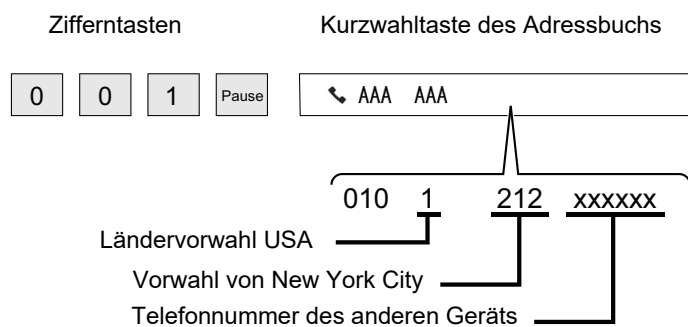 Zifferntasten Kurzwahltaste des Adressbuchs
0 0 1 Pause AAA AAA
010 1 212 xxxxxx
Ländervorwahl USA
Vorwahl von New York City
Telefonnummer des anderen Geräts